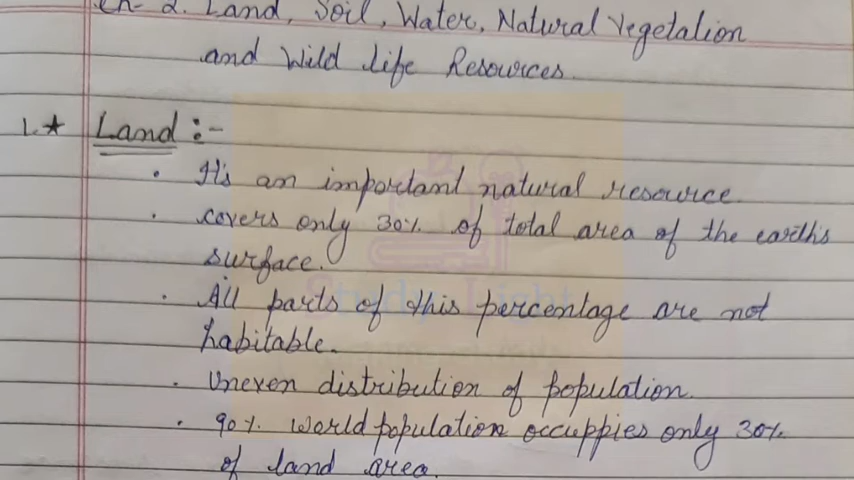 Ch- 2. Land, Soil, Water, Natural Vegetation
and Wild life Resources.
1.★ Land :-
· It's an important natural resource.
· covers only 30% of total area of the earth's
surface.
· All parts of this percentage are not
habitable.
· Uneven distribution of population.
· 90% world population occuppies only 30%
of land area.
Study Light